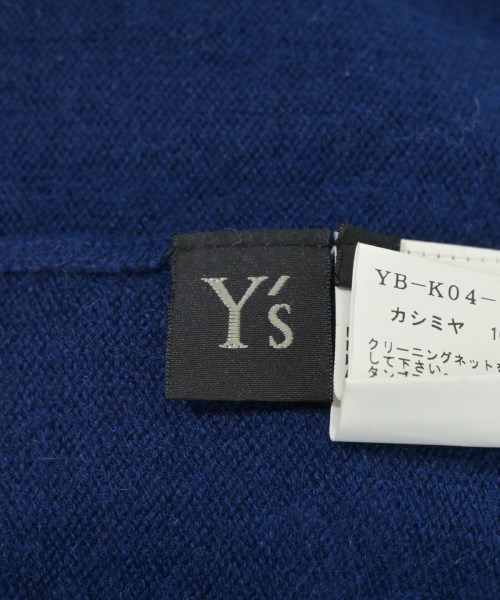 Y's
YB-K04-
カシミヤ 10
クリーニングネットを
して下さい。